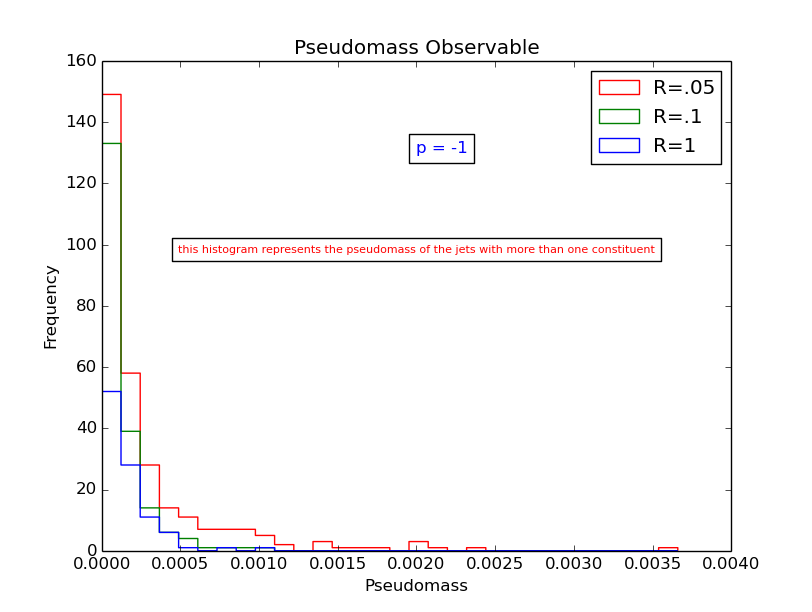 Pseudomass Observable
160
140
120
100
80
60
40
20
0
Frequency
R=.05
R=.1
R=1
p = -1
this histogram represents the pseudomass of the jets with more than one constituent
0.0000 0.0005 0.0010 0.0015 0.0020 0.0025 0.0030 0.0035 0.0040
Pseudomass